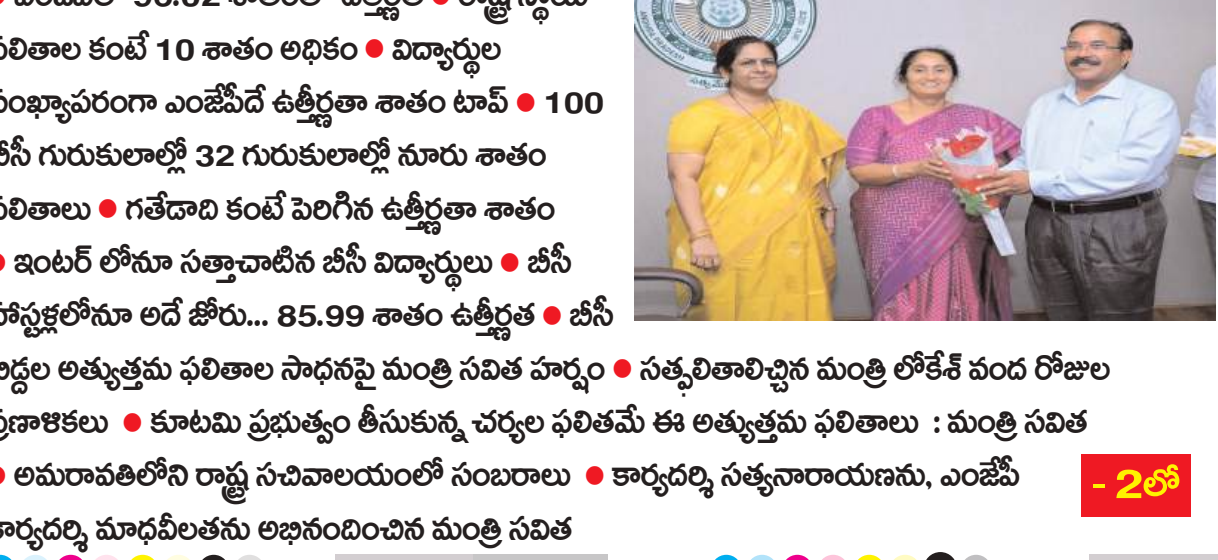 శాతం ఉత్తీర్ణత ● రాష్ట్రస్థాయి
ఫలితాల కంటే 10 శాతం అధికం ● విద్యార్థుల
సంఖ్యాపరంగా ఎంజేపీదే ఉత్తీర్ణతా శాతం టాప్ ● 100
బీసీ గురుకులాల్లో 32 గురుకులాల్లో నూరు శాతం
ఫలితాలు ● గతేడాది కంటే పెరిగిన ఉత్తీర్ణతా శాతం
● ఇంటర్ లోనూ సత్తాచాటిన బీసీ విద్యార్థులు ● బీసీ
హాస్టళ్లలోనూ అదే జోరు... 85.99 శాతం ఉత్తీర్ణత ● బీసీ
బిడ్డల అత్యుత్తమ ఫలితాల సాధనపై మంత్రి సవిత హర్షం ● సత్ఫలితాలిచ్చిన మంత్రి లోకేశ్ వంద రోజుల
ప్రణాళికలు ● కూటమి ప్రభుత్వం తీసుకున్న చర్యల ఫలితమే ఈ అత్యుత్తమ ఫలితాలు : మంత్రి సవిత
● అమరావతిలోని రాష్ట్ర సచివాలయంలో సంబరాలు ● కార్యదర్శి సత్యనారాయణను, ఎంజేపీ
కార్యదర్శి మాధవీలతను అభినందించిన మంత్రి సవిత
- 2లో